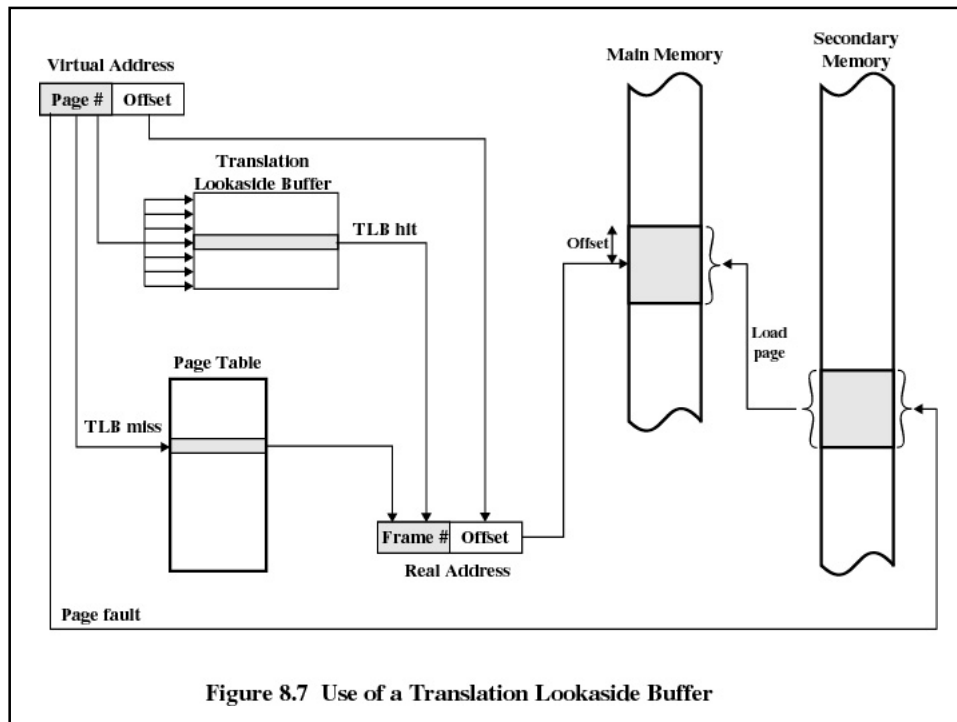 Virtual Address
Page #
Offset
Translation
Lookaside Buffer
TLB hit
Page Table
TLB miss
Frame #
Offset
Real Address
Main Memory
Offset
Secondary
Memory
Load
page
Page fault
Figure 8.7 Use of a Translation Lookaside Buffer